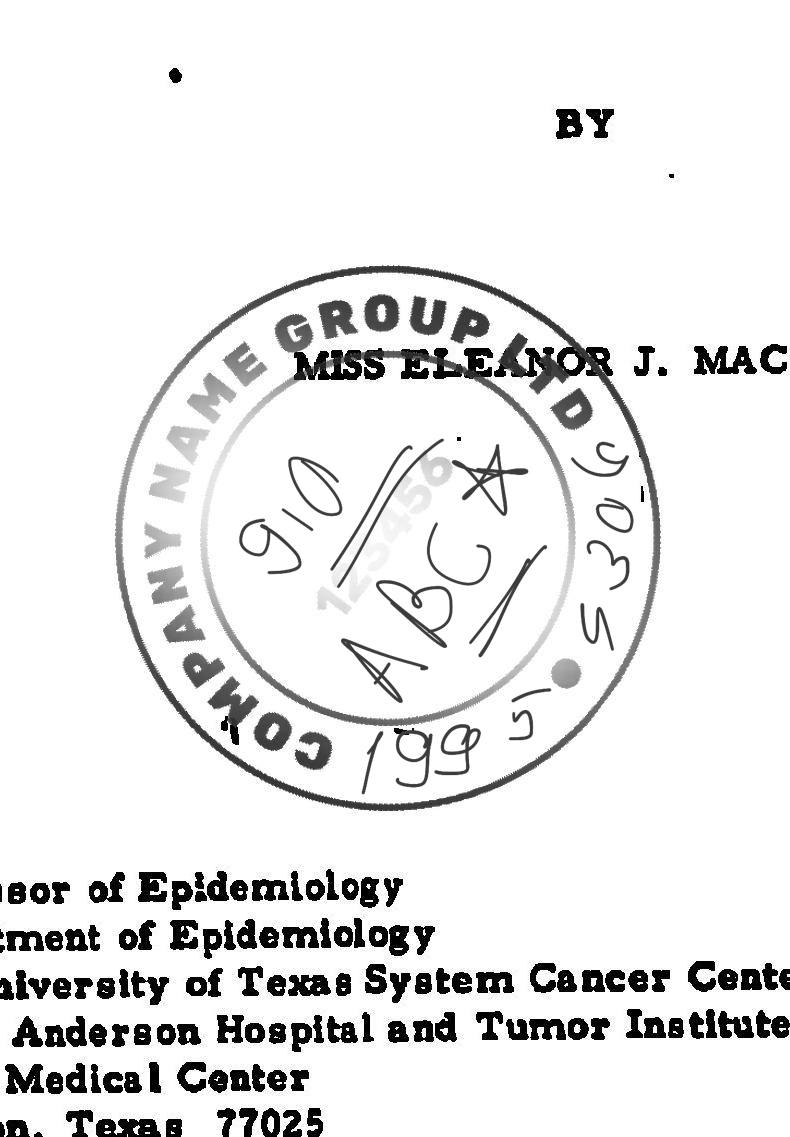 BY
MISS ELEANOR J. MAC
COMPANY NAME GROUP LTD
910
123456
ABC
1995
sor of Epidemiology
tment of Epidemiology
niversity of Texas System Cancer Cente
Anderson Hospital and Tumor Institute
Medical Center
on, Texas 77025